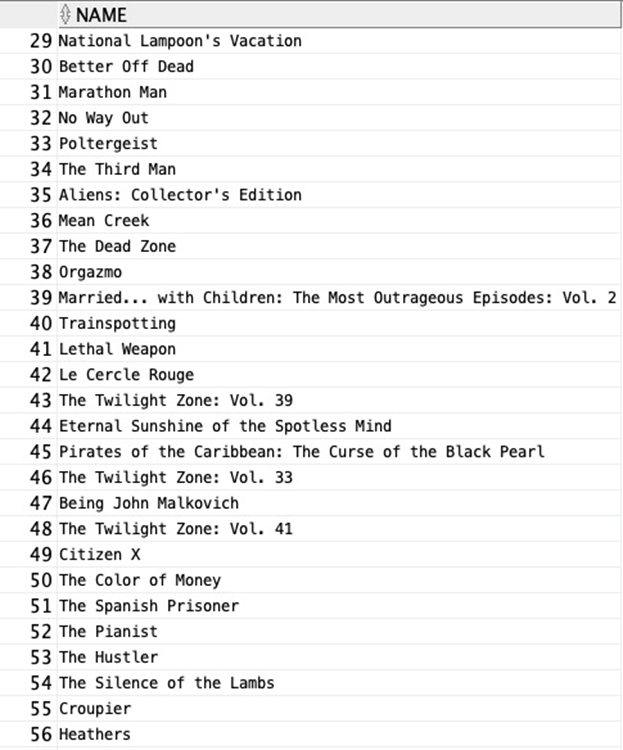 NAME
29 National Lampoon's Vacation
30 Better Off Dead
31 Marathon Man
32 No Way Out
33 Poltergeist
34 The Third Man
35 Aliens: Collector's Edition
36 Mean Creek
37 The Dead Zone
38 Orgazmo
39 Married... with Children: The Most Outrageous Episodes: Vol. 2
40 Trainspotting
41 Lethal Weapon
42 Le Cercle Rouge
43 The Twilight Zone: Vol. 39
44 Eternal Sunshine of the Spotless Mind
45 Pirates of the Caribbean: The Curse of the Black Pearl
46 The Twilight Zone: Vol. 33
47 Being John Malkovich
48 The Twilight Zone: Vol. 41
49 Citizen X
50 The Color of Money
51 The Spanish Prisoner
52 The Pianist
53 The Hustler
54 The Silence of the Lambs
55 Croupier
56 Heathers